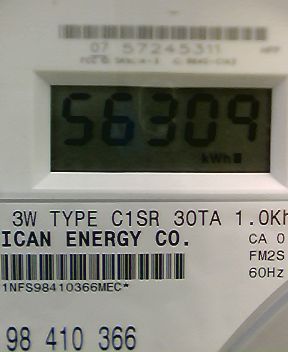 07 57245311
56309
kWh
3W TYPE C1SR 30TA 1.0Kh
ICAN ENERGY CO.
CA 0
FM2S
60Hz
1NFS98410366MEC*
98 410 366